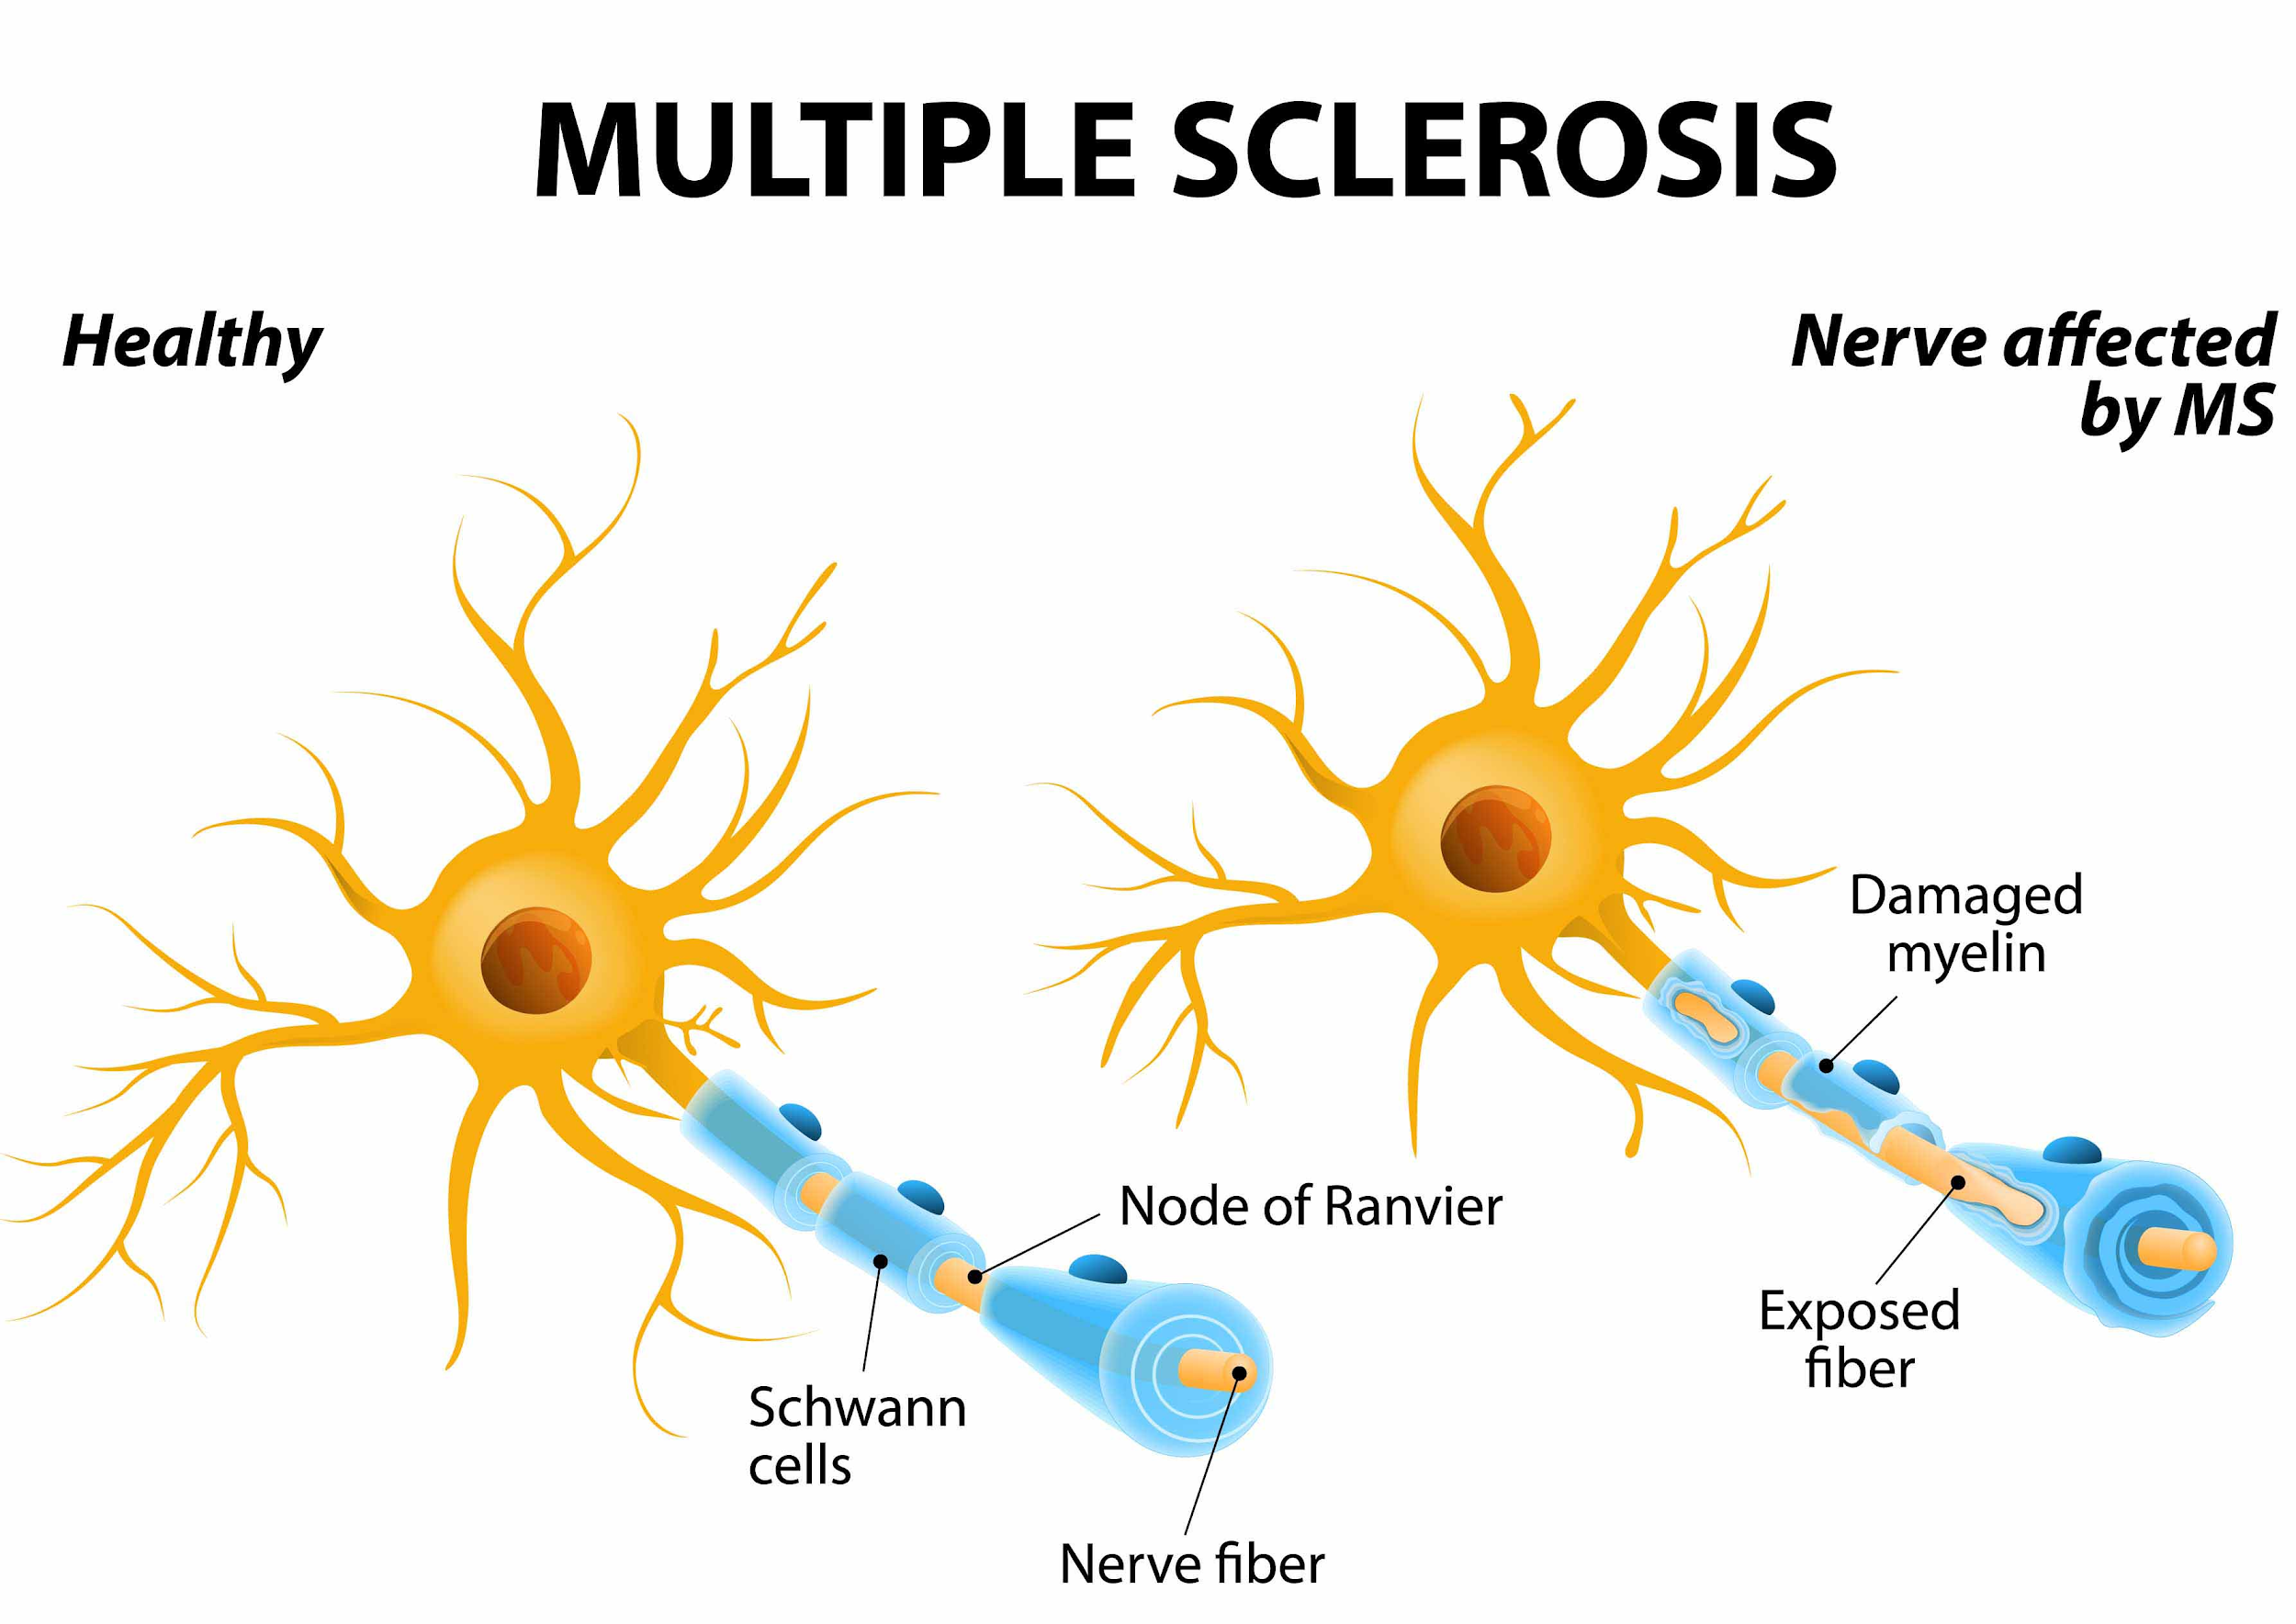 MULTIPLE SCLEROSIS
Healthy
Nerve affected
by MS
Damaged
myelin
Node of Ranvier
Exposed
fiber
Schwann
cells
Nerve fiber